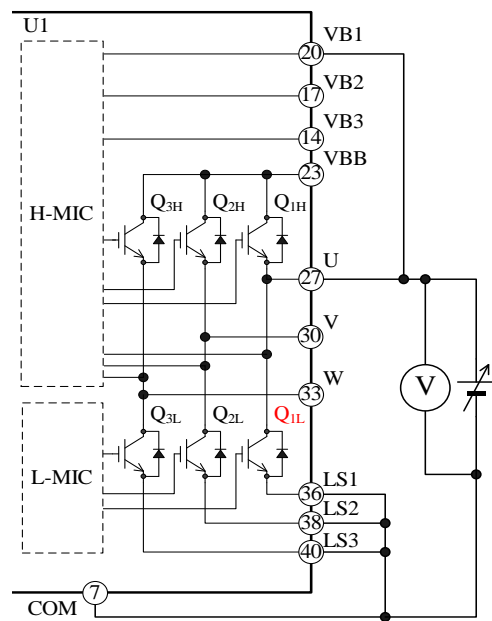 U1
VB1
20
VB2
17
VB3
14
VBB
23
H-MIC
Q3H
Q2H
Q1H
U
27
V
30
W
33
V
Q3L
Q2L
Q1L
L-MIC
LS1
36
LS2
38
LS3
40
7
COM